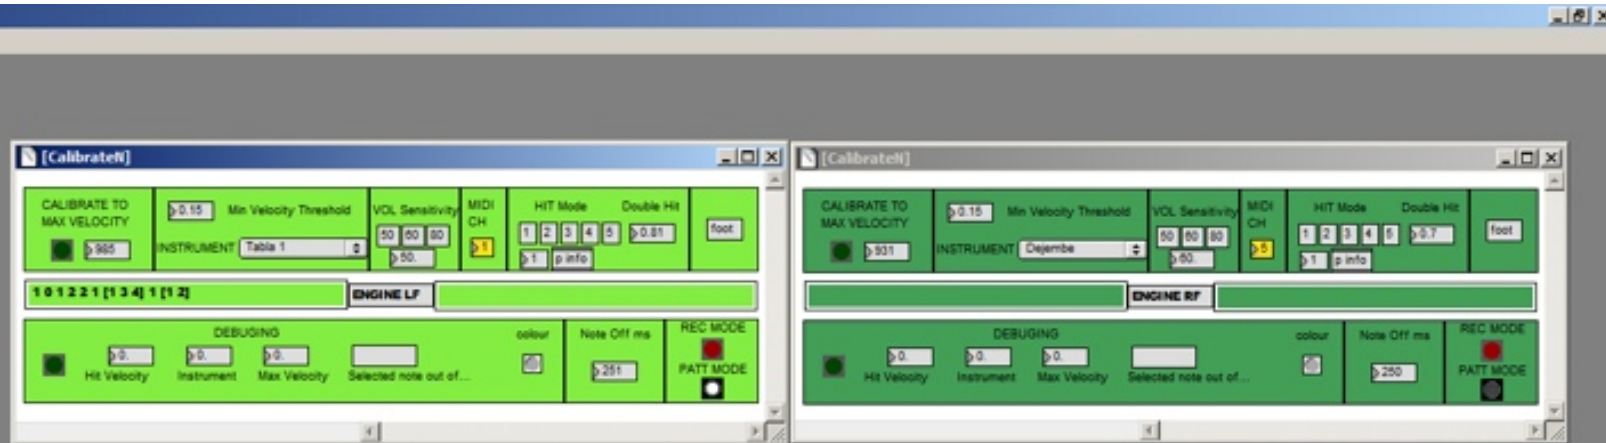 [CalibrateN]
CALIBRATE TO
MAX VELOCITY
985
0.15 Min Velocity Threshold
INSTRUMENT Tabla 1
VOL Sensitivity
50 60 80
50.
MIDI
CH
1
HIT Mode Double Hit
1 2 3 4 5 0.81
1 p info
foot
1 0 1 2 2 1 [1 3 4] 1 [1 2]
ENGINE LF
DEBUGING
0. 0. 0.
Hit Velocity Instrument Max Velocity Selected note out of...
colour
Note Off ms
251
REC MODE
PATT MODE
[CalibrateN]
CALIBRATE TO
MAX VELOCITY
931
0.15 Min Velocity Threshold
INSTRUMENT Dejembe
VOL Sensitivity
50 60 80
60.
MIDI
CH
5
HIT Mode Double Hit
1 2 3 4 5 0.7
1 p info
foot
ENGINE RF
DEBUGING
0. 0. 0.
Hit Velocity Instrument Max Velocity Selected note out of...
colour
Note Off ms
250
REC MODE
PATT MODE